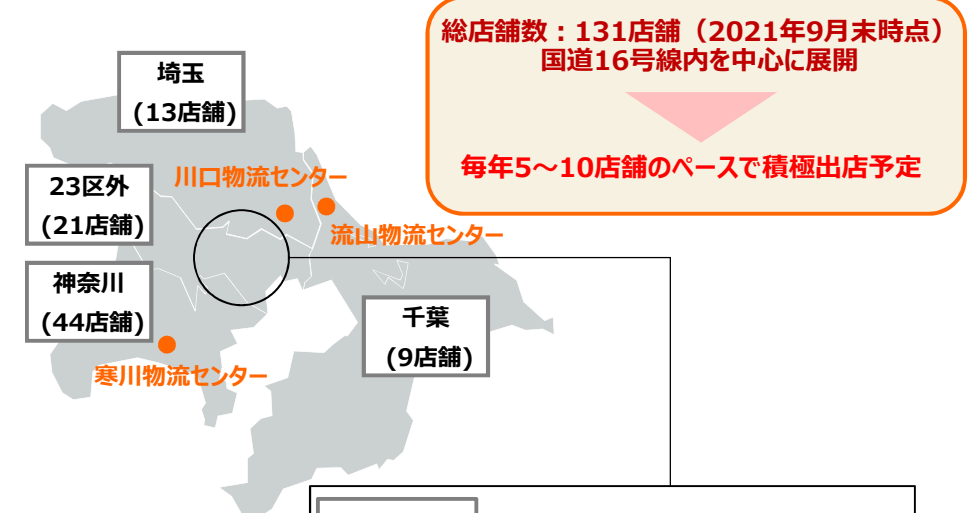 総店舗数：131店舗（2021年9月末時点）
国道16号線内を中心に展開
毎年5～10店舗のペースで積極出店予定
埼玉
(13店舗)
川口物流センター
23区外
(21店舗)
流山物流センター
神奈川
(44店舗)
千葉
(9店舗)
寒川物流センター